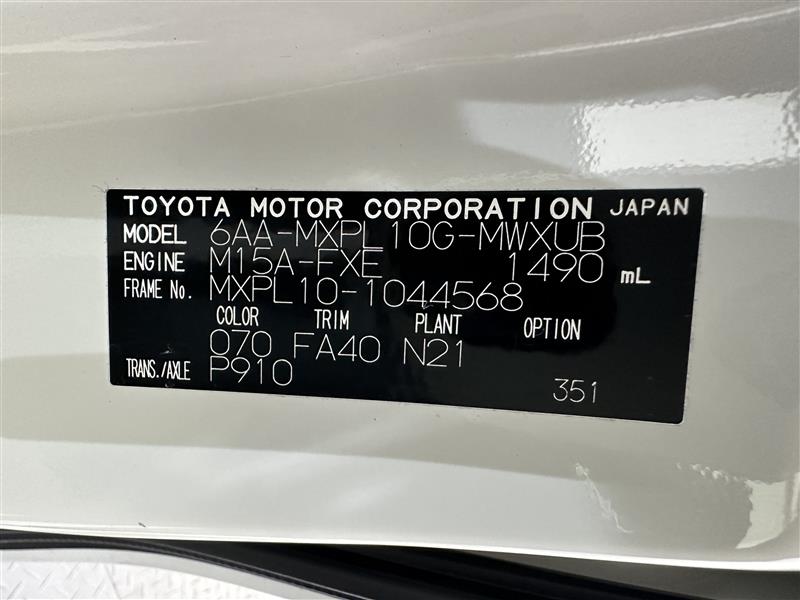 TOYOTA MOTOR CORPORATION JAPAN
MODEL 6AA-MXPL10G-MWXUB
ENGINE M15A-FXE 1490 mL
FRAME No. MXPL10-1044568
COLOR TRIM PLANT OPTION
070 FA40 N21
TRANS./AXLE P910
351